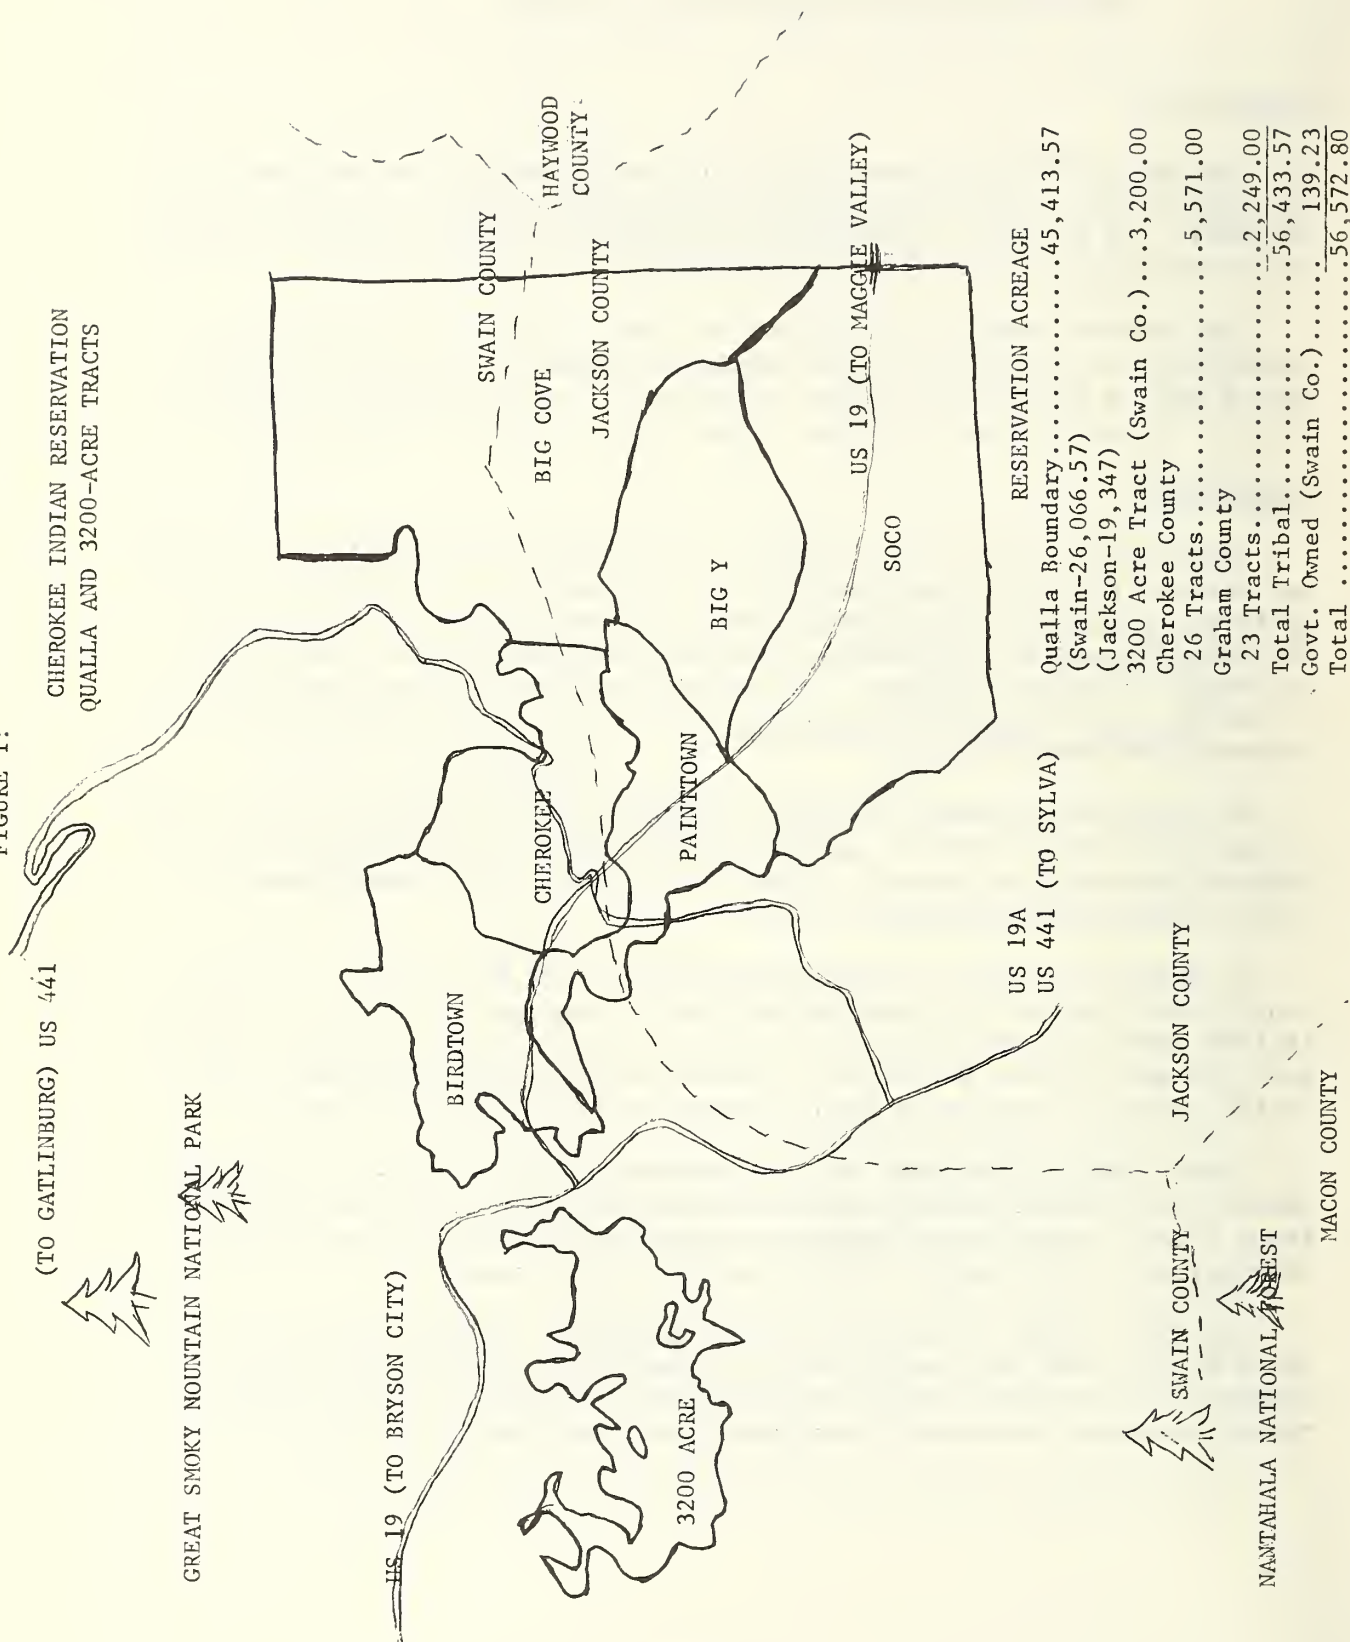 FIGURE 1.
CHEROKEE INDIAN RESERVATION
QUALLA AND 3200-ACRE TRACTS
(TO GATLINBURG) US 441
GREAT SMOKY NOUNTAIN NATIONAL PARK
US 19 (TO BRYSON CITY)
BIRDTOWN
CHEROKEE
SWAIN COUNTY
BIG COVE
JACKSON COUNTY
HAYWOOD
COUNTY
PAINTTOWN
BIG Y
3200 ACRE
US 19 (TO MAGGIE VALLEY)
SOCO
US 19A
US 441 (TO SYLVA)
SWAIN COUNTY
JACKSON COUNTY
NANTAHALA NATIONAL FOREST
MACON COUNTY
RESERVATION ACREAGE
Qualla Boundary....................45,413.57
(Swain-26,066.57)
(Jackson-19,347)
3200 Acre Tract (Swain Co.)...3,200.00
Cherokee County
26 Tracts.....................5,571.00
Graham County
23 Tracts.....................2,249.00
Total Tribal.....................56,433.57
Govt. Owned (Swain Co.)...... 139.23
Total ...........................56,572.80